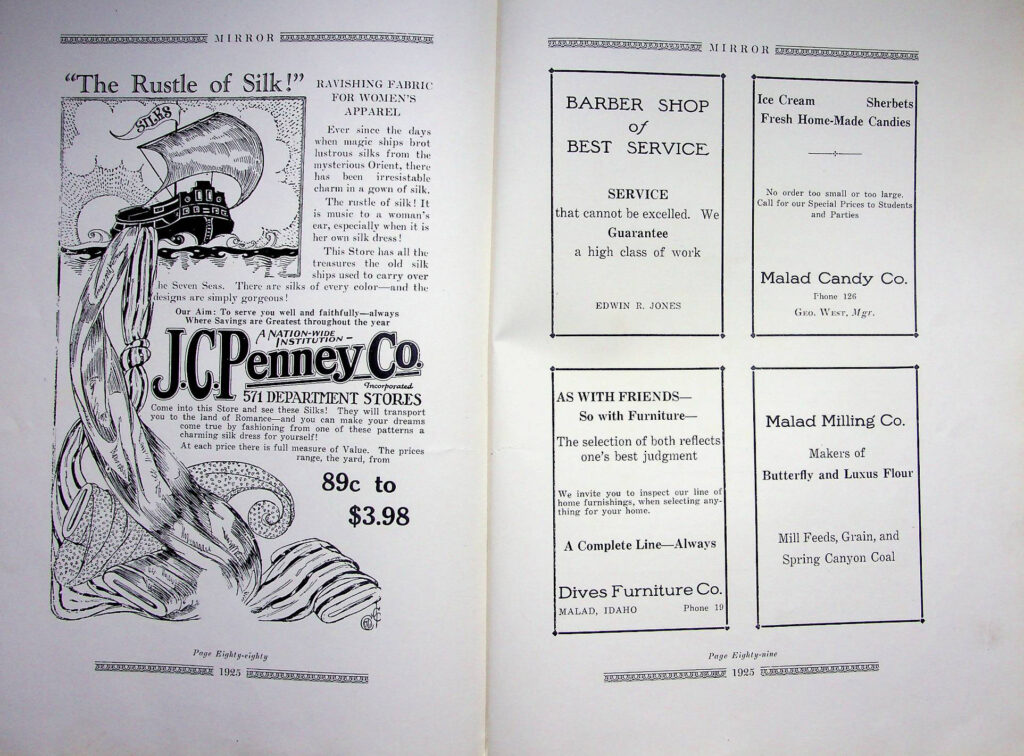 MIRROR
"The Rustle of Silk!"
SILKS
RAVISHING FABRIC
FOR WOMEN'S
APPAREL
Ever since the days
when magic ships brot
lustrous silks from the
mysterious Orient, there
has been irresistable
charm in a gown of silk.
The rustle of silk! It
is music to a woman's
ear, especially when it is
her own silk dress!
This Store has all the
treasures the old silk
ships used to carry over
the Seven Seas. There are silks of every color—and the
designs are simply gorgeous!
Our Aim: To serve you well and faithfully—always
Where Savings are Greatest throughout the year
A NATION-WIDE
INSTITUTION-
J.C.Penney Co.
Incorporated
571 DEPARTMENT STORES
Come into this Store and see these Silks! They will transport
you to the land of Romance—and you can make your dreams
come true by fashioning from one of these patterns a
charming silk dress for yourself!
At each price there is full measure of Value. The prices
range, the yard, from
89c to
$3.98
Page Eighty-eighty
1925
MIRROR
BARBER SHOP
of
BEST SERVICE
SERVICE
that cannot be excelled. We
Guarantee
a high class of work
EDWIN R. JONES
Ice Cream Sherbets
Fresh Home-Made Candies
No order too small or too large.
Call for our Special Prices to Students
and Parties
Malad Candy Co.
Phone 126
GEO. WEST, Mgr.
AS WITH FRIENDS—
So with Furniture—
The selection of both reflects
one's best judgment
We invite you to inspect our line of
home furnishings, when selecting any-
thing for your home.
A Complete Line—Always
Dives Furniture Co.
MALAD, IDAHO Phone 19
Malad Milling Co.
Makers of
Butterfly and Luxus Flour
Mill Feeds, Grain, and
Spring Canyon Coal
Page Eighty-nine
1925